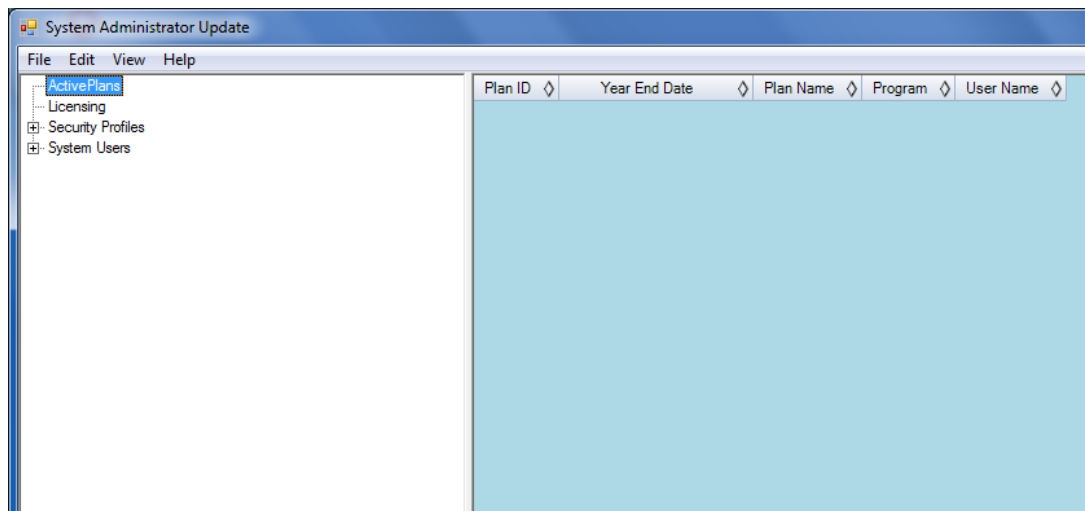 System Administrator Update
File Edit View Help
ActivePlans
Licensing
Security Profiles
System Users
Plan ID Year End Date Plan Name Program User Name